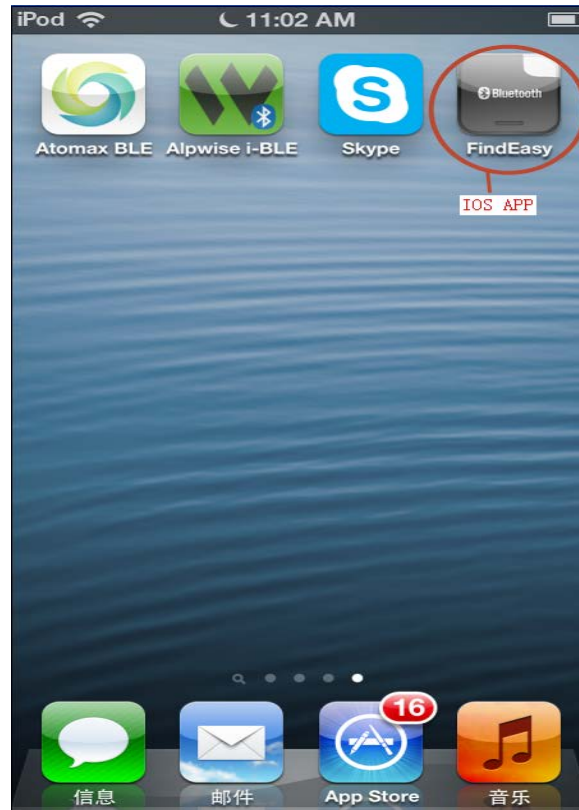 iPod 11:02 AM
Bluetooth
Atomax BLE Alpwise i-BLE Skype FindEasy
IOS APP
16
信息 邮件 App Store 音乐